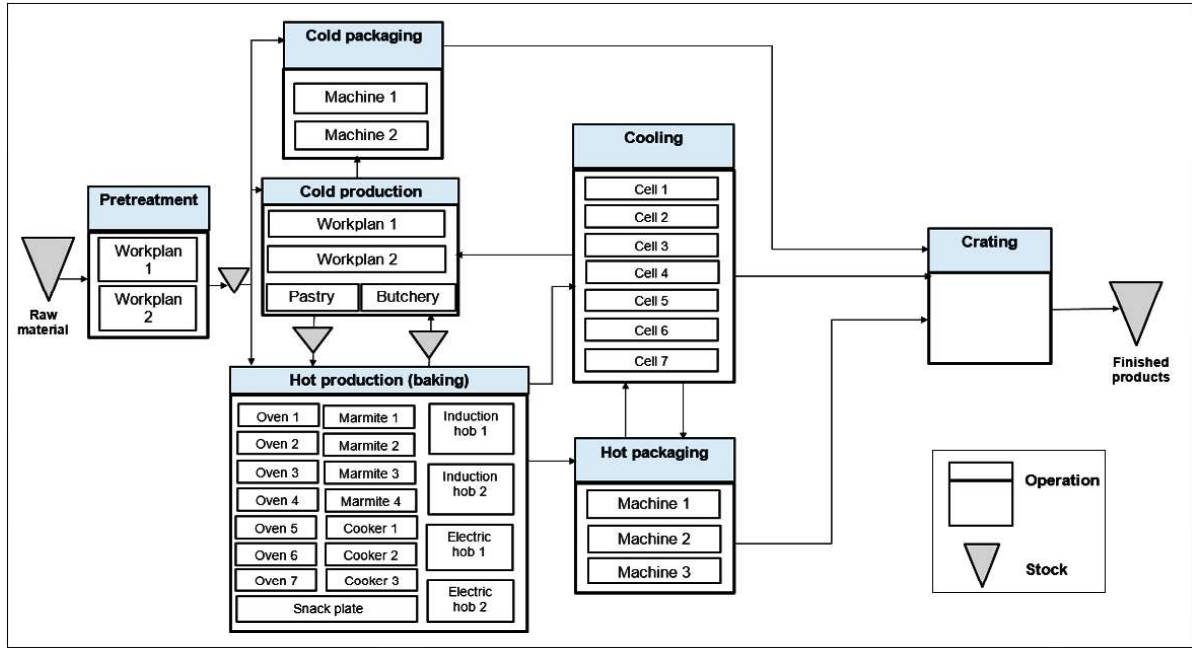 Cold packaging
Machine 1
Machine 2
Cooling
Cell 1
Cell 2
Cell 3
Cell 4
Cell 5
Cell 6
Cell 7
Pretreatment
Workplan
1
Workplan
2
Raw
material
Cold production
Workplan 1
Workplan 2
Pastry
Butchery
Crating
Finished
products
Hot production (baking)
Oven 1
Oven 2
Oven 3
Oven 4
Oven 5
Oven 6
Oven 7
Marmite 1
Marmite 2
Marmite 3
Marmite 4
Cooker 1
Cooker 2
Cooker 3
Snack plate
Induction
hob 1
Induction
hob 2
Electric
hob 1
Electric
hob 2
Hot packaging
Machine 1
Machine 2
Machine 3
Operation
Stock